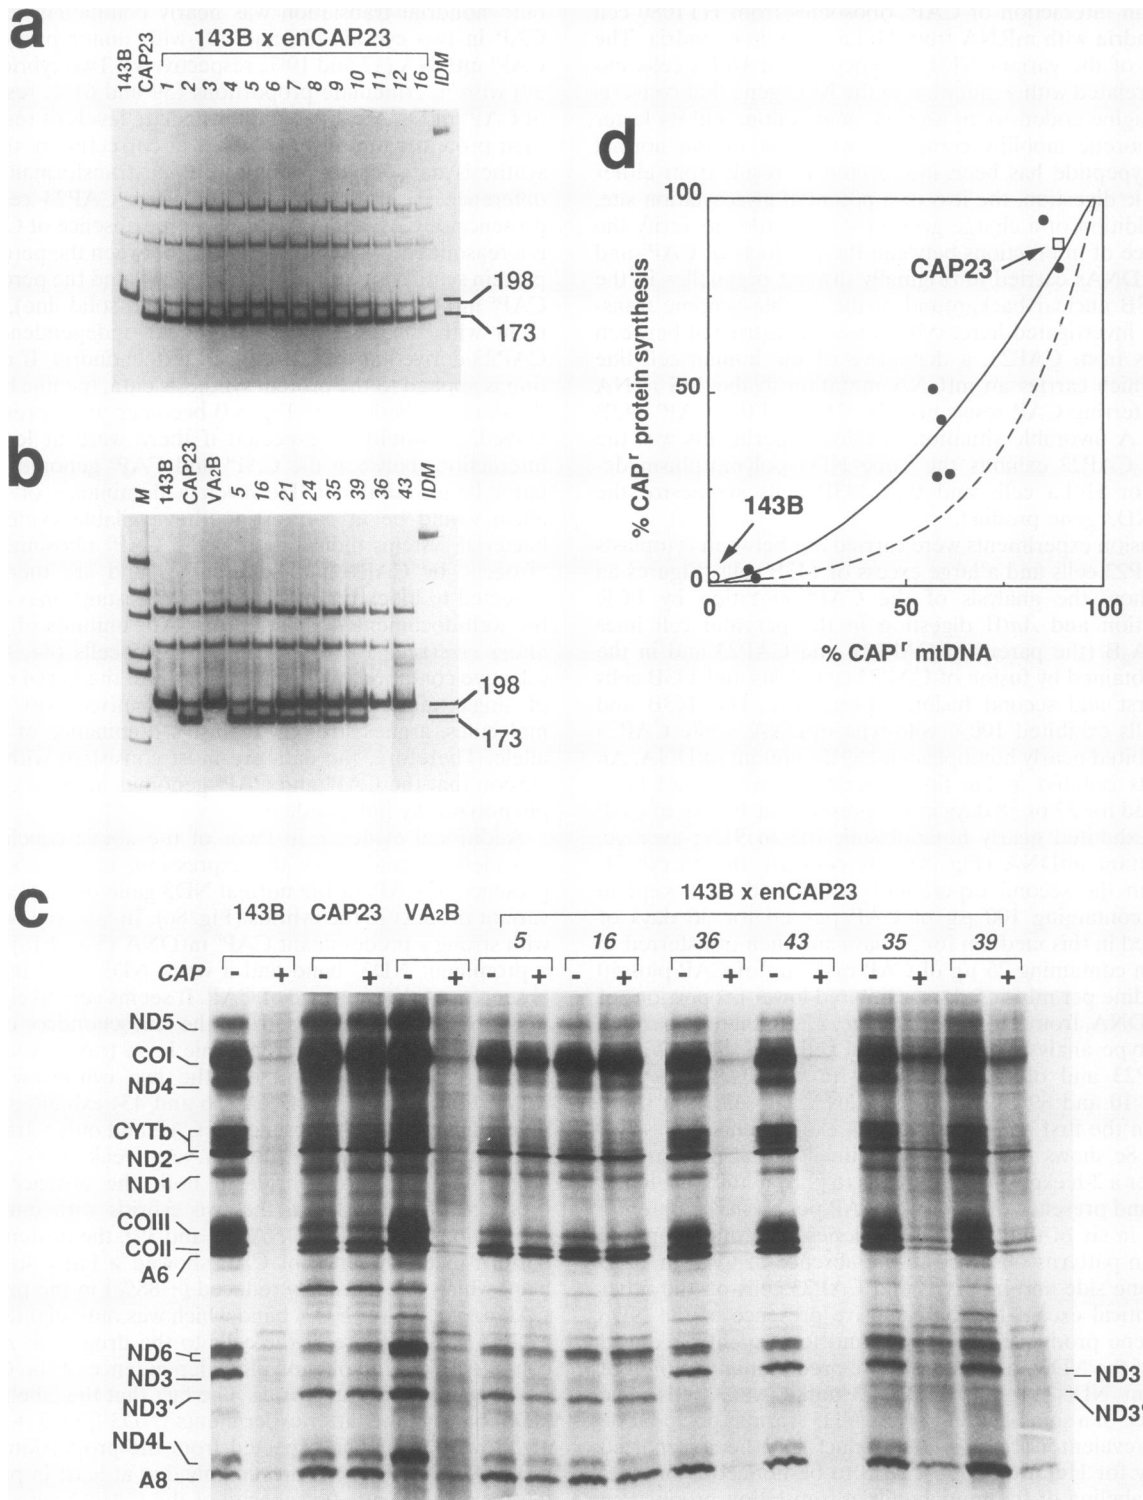 a
143B x enCAP23
143B
CAP23
1
2
3
4
5
6
7
8
9
10
11
12
16
IDM
198
173
b
M
143B
CAP23
VA2B
5
16
21
24
35
39
36
43
IDM
198
173
d
100
50
0
0
50
100
CAP23
143B
% CAPʳ protein synthesis
% CAPʳ mtDNA
c
143B x enCAP23
143B CAP23 VA2B 5 16 36 43 35 39
CAP - + - + - + - + - + - + - + - + - +
ND5
COI
ND4
CYTb
ND2
ND1
COIII
COII
A6
ND6
ND3
ND3'
ND4L
A8
ND3
ND3'